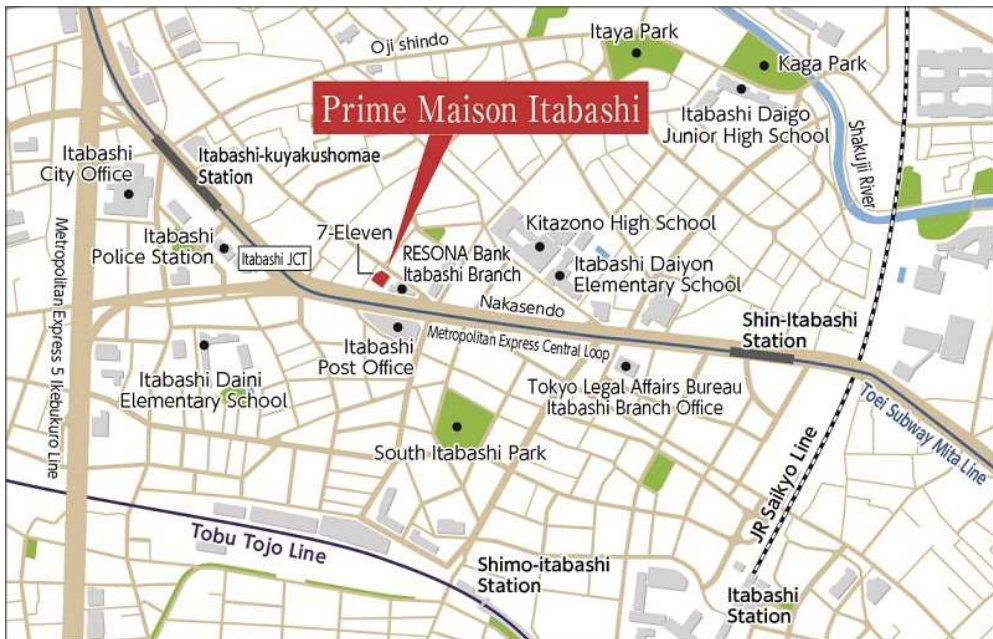 Itaya Park
Oji shindo
Kaga Park
Prime Maison Itabashi
Itabashi Daigo
Junior High School
Shakujii River
Itabashi
City Office
Itabashi-kuyakushomae
Station
Itabashi
Police Station
Itabashi JCT
7-Eleven
RESONA Bank
Itabashi Branch
Kitazono High School
Itabashi Daiyon
Elementary School
Nakasendo
Metropolitan Express Central Loop
Shin-Itabashi
Station
Metropolitan Express 5 Ikebukuro Line
Itabashi
Post Office
Itabashi Daini
Elementary School
Tokyo Legal Affairs Bureau
Itabashi Branch Office
Toei Subway Mita Line
South Itabashi Park
JR Saikyo Line
Tobu Tojo Line
Shimo-itabashi
Station
Itabashi
Station